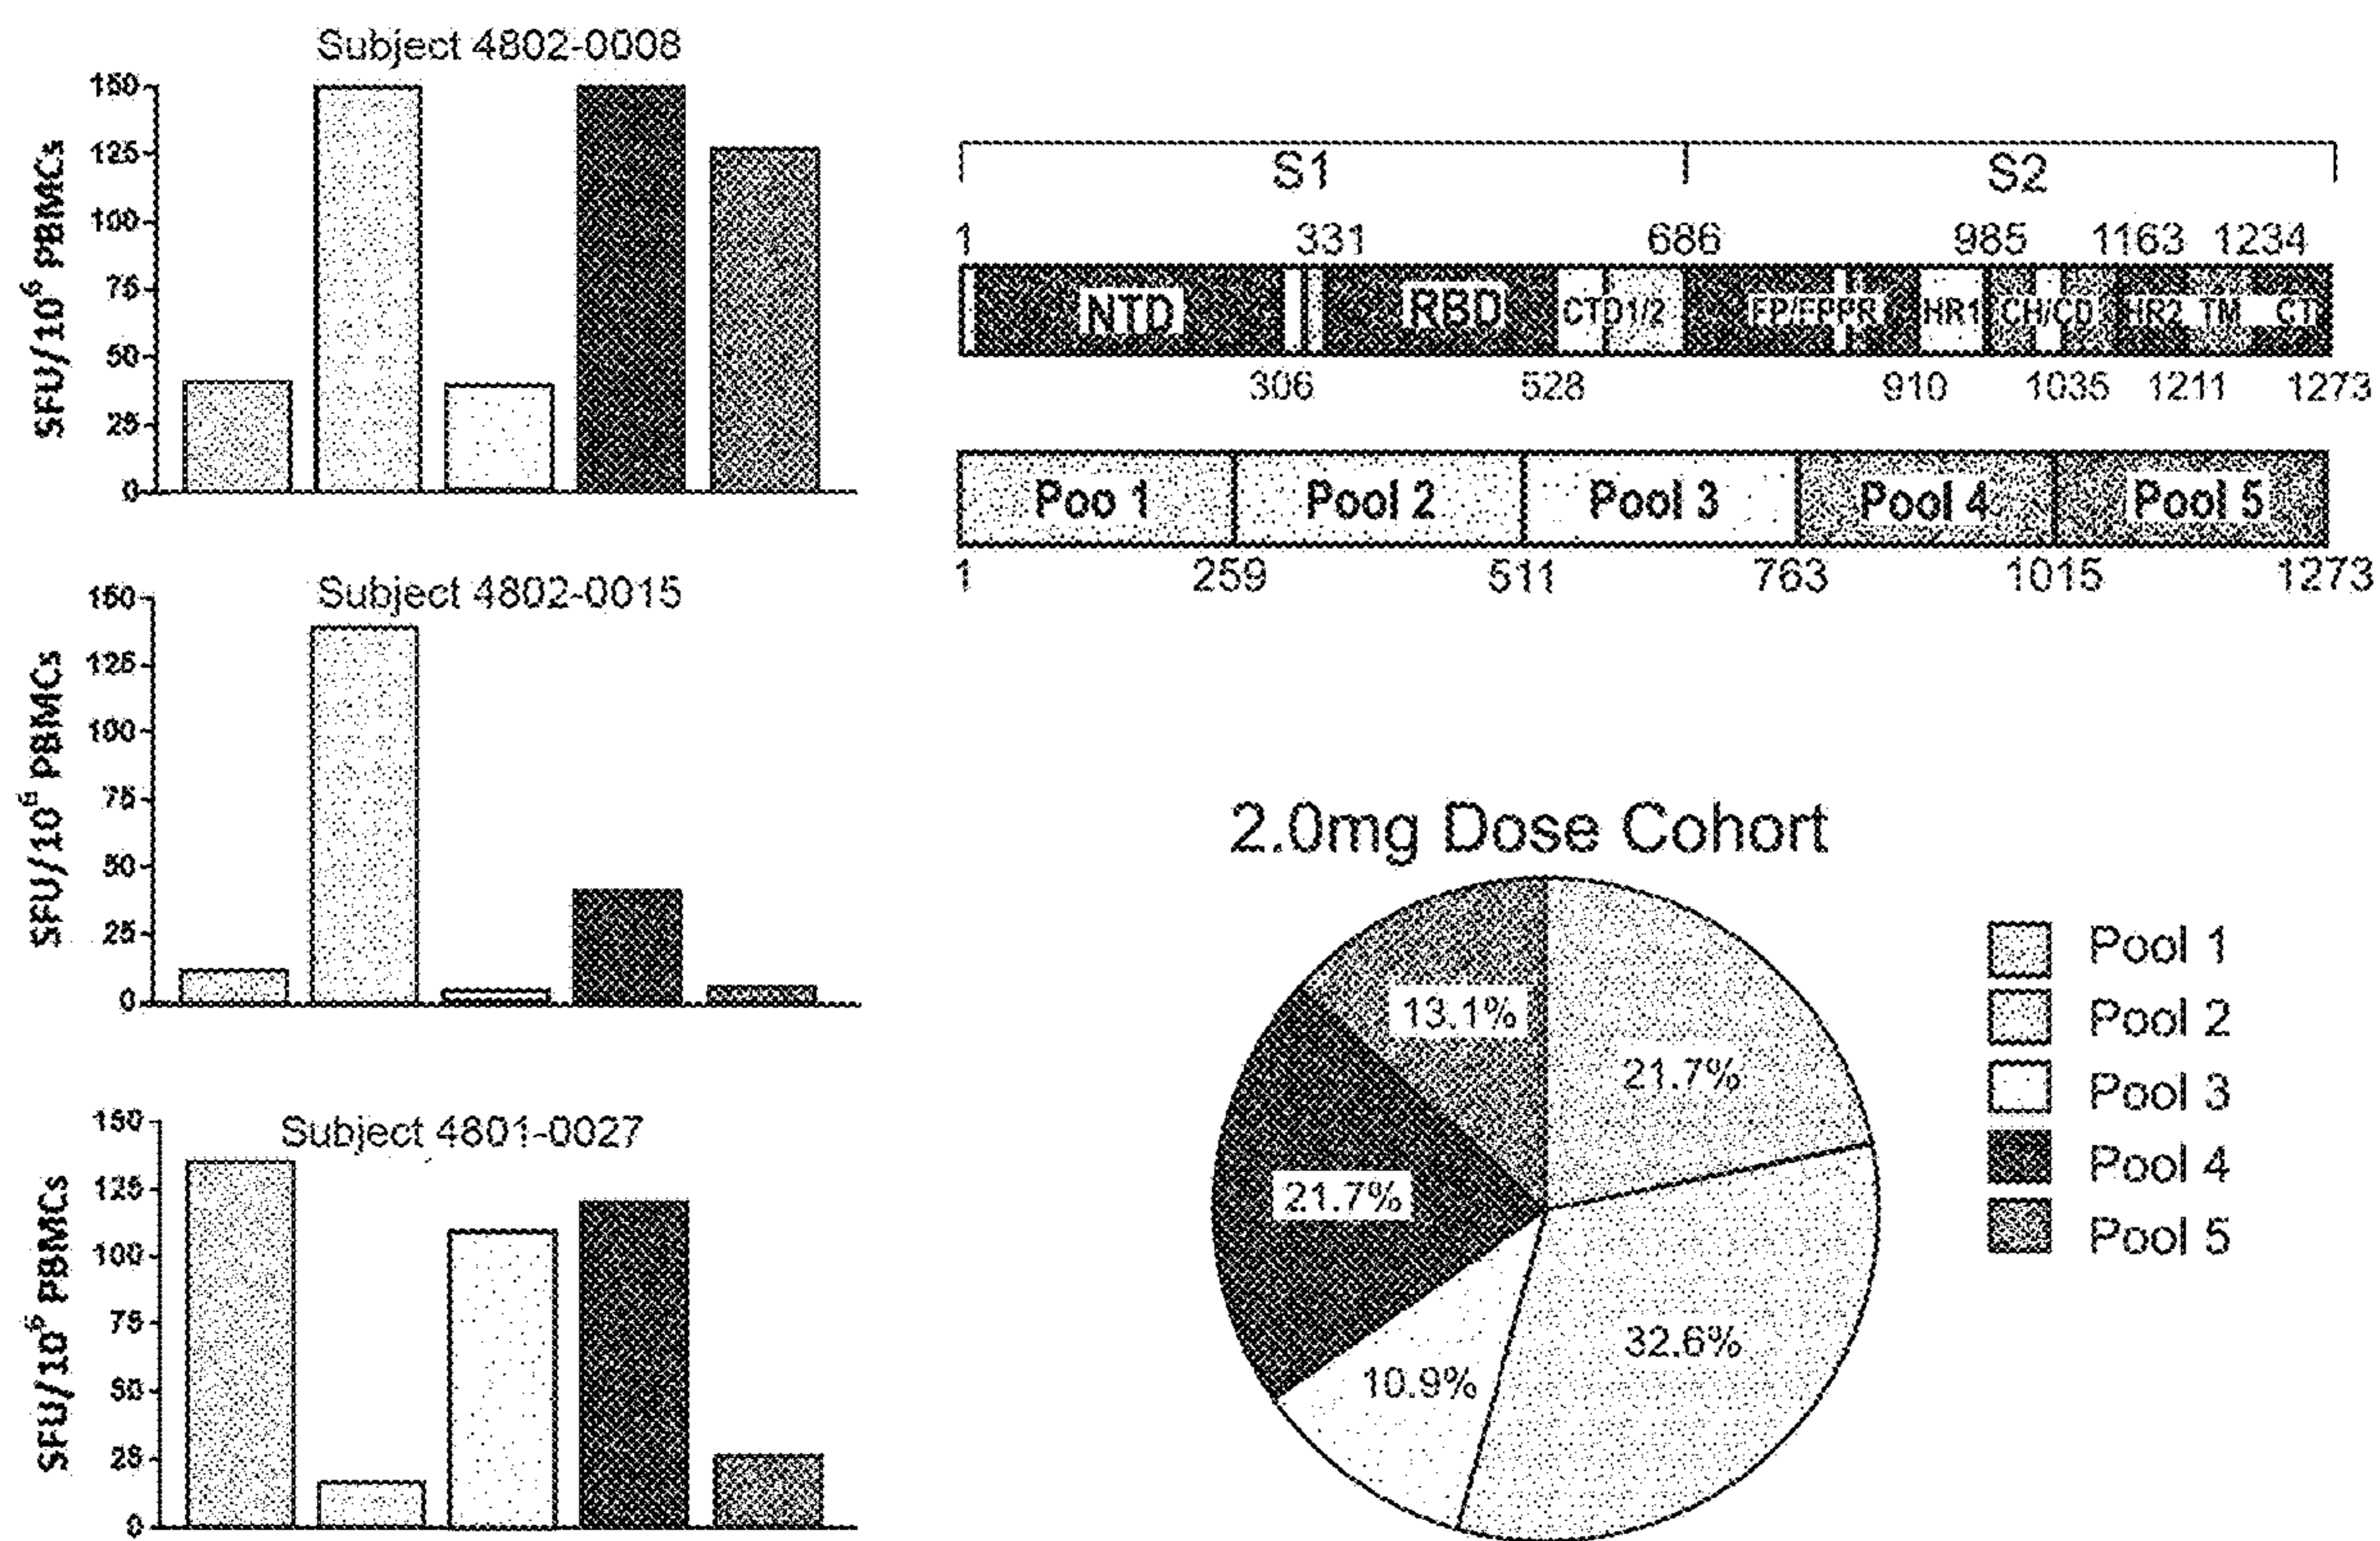 Subject 4802-0008
SFU/10⁶ PBMCs
150
125
100
75
50
25
0
Subject 4802-0015
SFU/10⁶ PBMCs
150
125
100
75
50
25
0
Subject 4801-0027
SFU/10⁶ PBMCs
150
125
100
75
50
25
0
S1 S2
1 331 686 985 1163 1234
NTD RBD CTD1/2 FP/FPPR HR1 CH/CD HR2 TM CT
306 528 910 1035 1211 1273
Poo 1 Pool 2 Pool 3 Pool 4 Pool 5
1 259 511 763 1015 1273
2.0mg Dose Cohort
13.1%
21.7%
21.7%
32.6%
10.9%
Pool 1
Pool 2
Pool 3
Pool 4
Pool 5